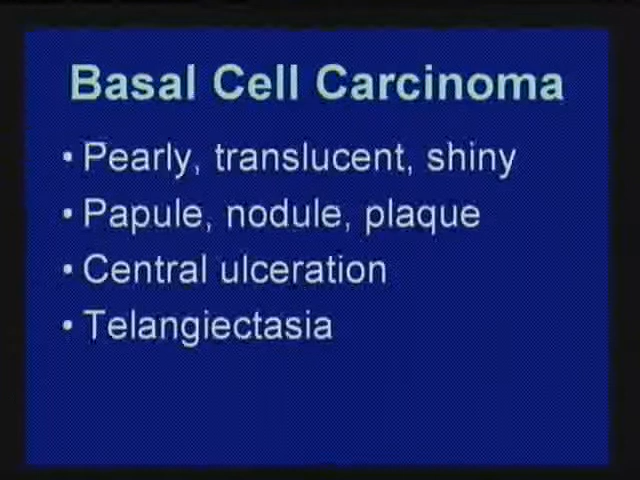 Basal Cell Carcinoma
• Pearly, translucent, shiny
• Papule, nodule, plaque
• Central ulceration
• Telangiectasia